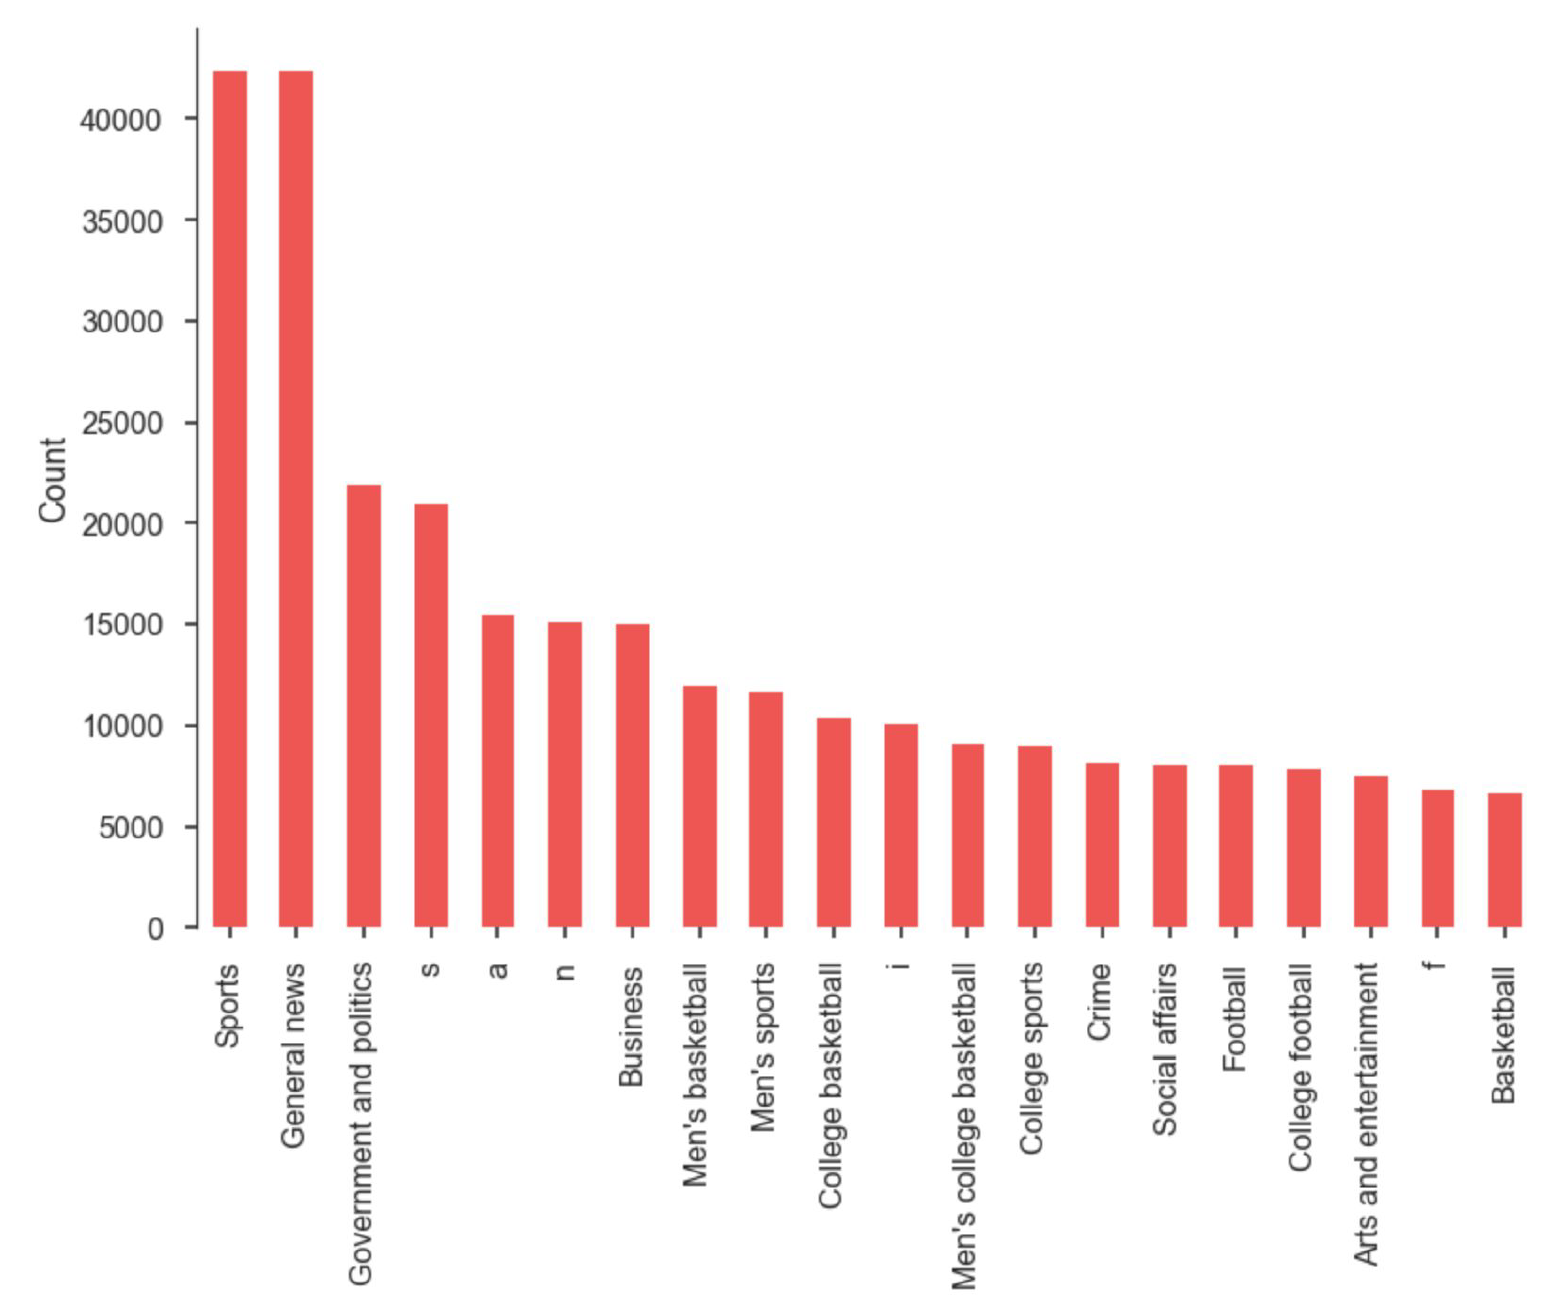 40000
35000
30000
25000
20000
15000
10000
5000
0
Count
Sports
General news
Government and politics
s
a
n
Business
Men's basketball
Men's sports
College basketball
i
Men's college basketball
College sports
Crime
Social affairs
Football
College football
Arts and entertainment
f
Basketball